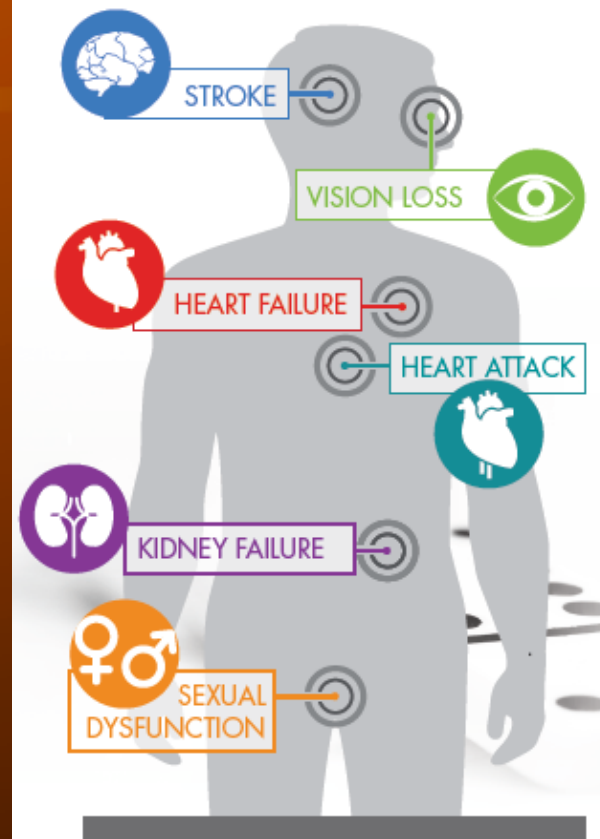 STROKE
VISION LOSS
HEART FAILURE
HEART ATTACK
KIDNEY FAILURE
SEXUAL
DYSFUNCTION